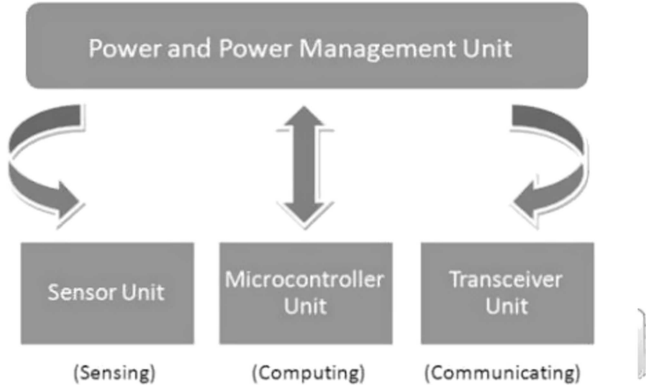 Power and Power Management Unit
Sensor Unit
Microcontroller
Unit
Transceiver
Unit
(Sensing)
(Computing)
(Communicating)